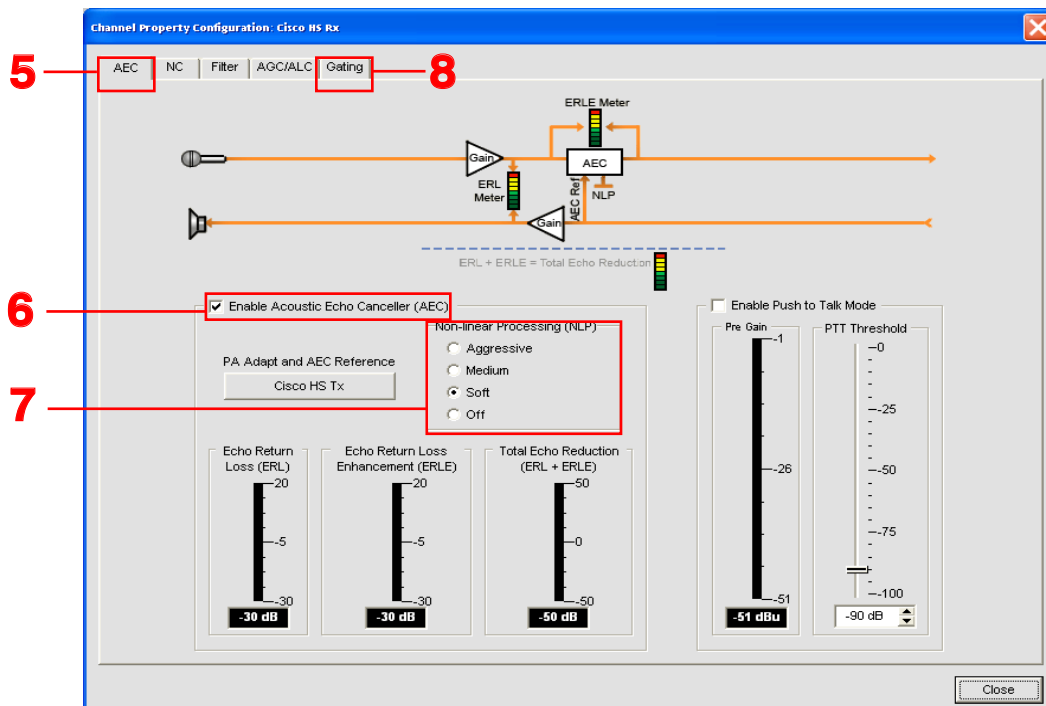 Channel Property Configuration: Cisco HS Rx
5
AEC
NC
Filter
AGC/ALC
Gating
8
ERLE Meter
Gain
AEC
ERL
Meter
AEC Ref
NLP
Gain
ERL + ERLE = Total Echo Reduction
6
Enable Acoustic Echo Canceller (AEC)
PA Adapt and AEC Reference
Cisco HS Tx
7
Non-linear Processing (NLP)
Aggressive
Medium
Soft
Off
Echo Return
Loss (ERL)
20
-5
-30
-30 dB
Echo Return Loss
Enhancement (ERLE)
20
-5
-30
-30 dB
Total Echo Reduction
(ERL + ERLE)
50
0
-50
-50 dB
Enable Push to Talk Mode
Pre Gain
-1
-26
-51
-51 dBu
PTT Threshold
-0
-25
-50
-75
-100
-90 dB
Close